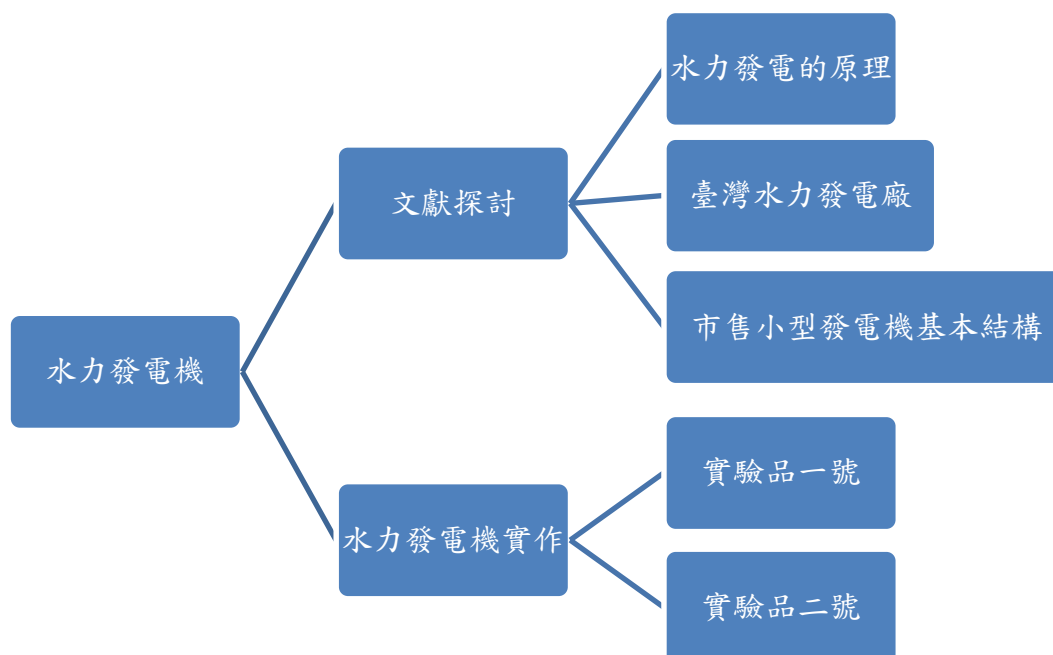 水力發電機
文獻探討
水力發電的原理
臺灣水力發電廠
市售小型發電機基本結構
水力發電機實作
實驗品一號
實驗品二號